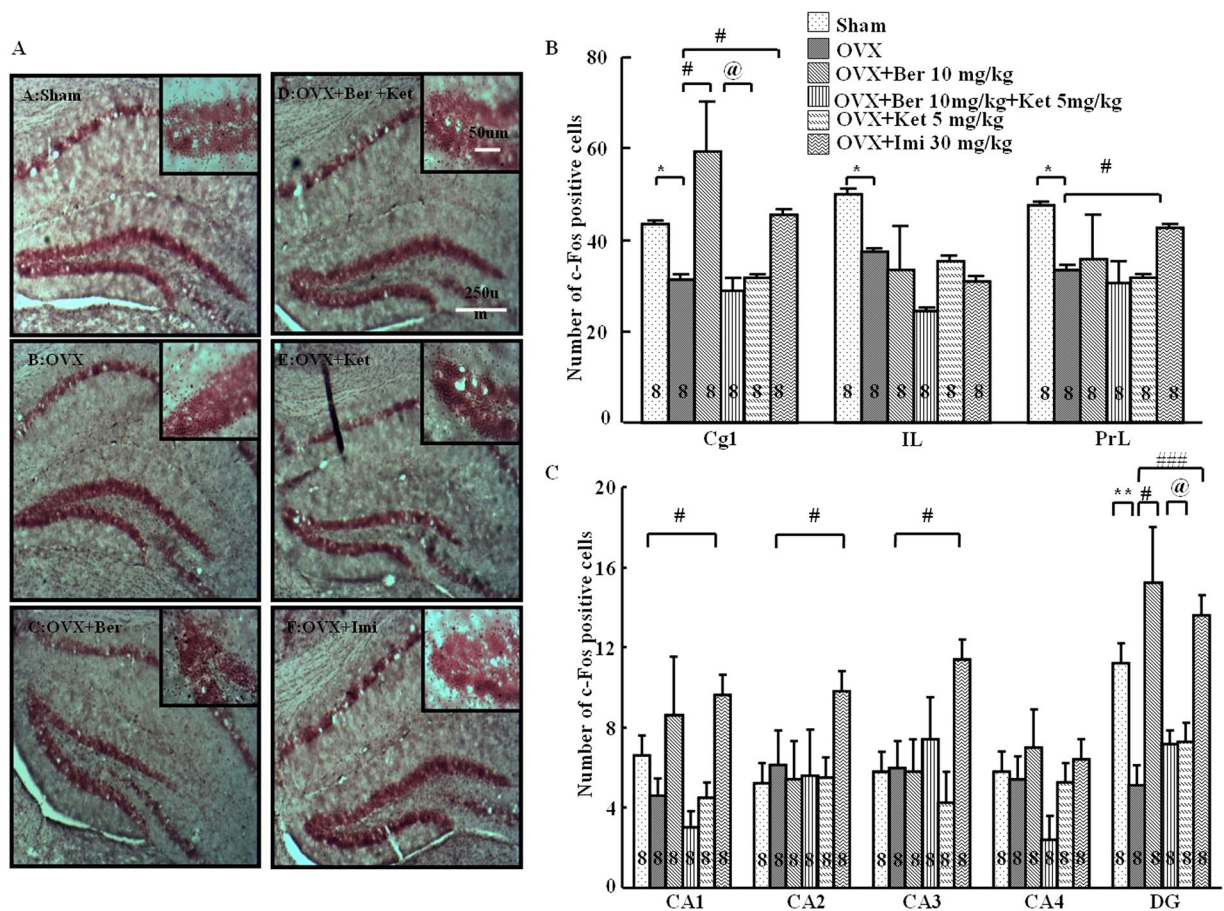 A
A:Sham
D:OVX+Ber +Ket
50um
250u
m
B:OVX
E:OVX+Ket
C:OVX+Ber
F:OVX+Imi
B
Sham
OVX
OVX+Ber 10 mg/kg
OVX+Ber 10mg/kg+Ket 5mg/kg
OVX+Ket 5 mg/kg
OVX+Imi 30 mg/kg
Number of c-Fos positive cells
80
60
40
20
0
#
# @
* * * #
8 8 8 8 8 8 8 8 8 8 8 8 8 8 8 8 8 8
Cg1 IL PrL
C
Number of c-Fos positive cells
20
16
12
8
4
0
###
** # @
# # #
8 8 8 8 8 8 8 8 8 8 8 8 8 8 8 8 8 8 8 8 8 8 8 8 8 8 8 8 8 8
CA1 CA2 CA3 CA4 DG